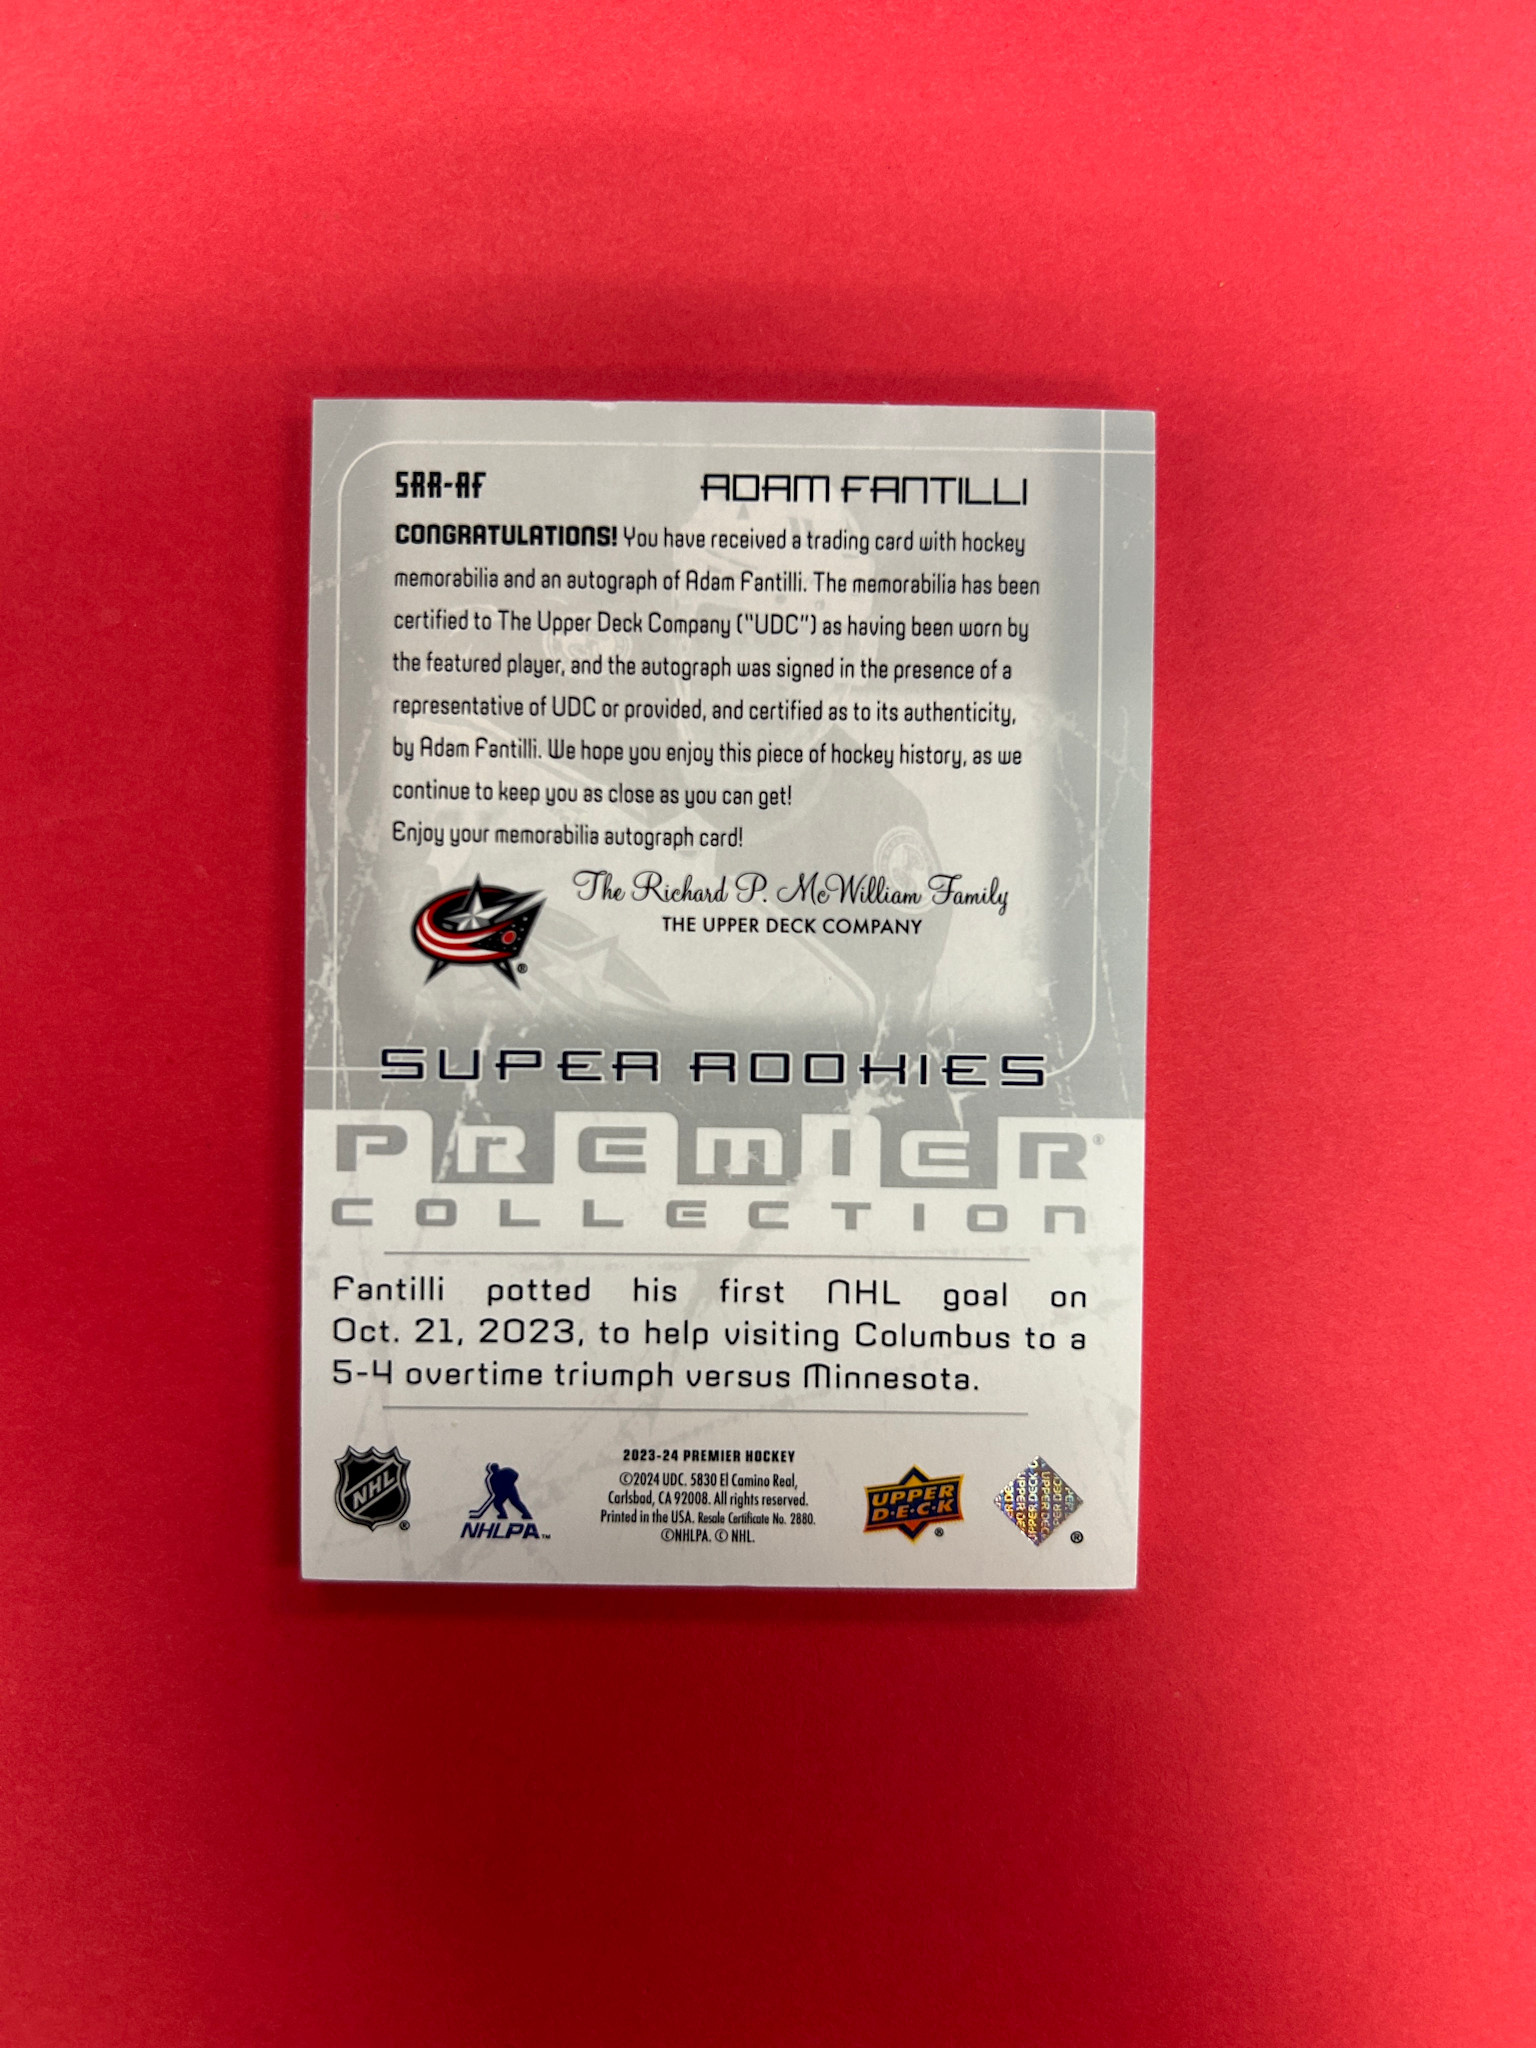 SRR-AF
ADAM FANTILLI
CONGRATULATIONS! You have received a trading card with hockey
memorabilia and an autograph of Adam Fantilli. The memorabilia has been
certified to The Upper Deck Company ("UDC") as having been worn by
the featured player, and the autograph was signed in the presence of a
representative of UDC or provided, and certified as to its authenticity,
by Adam Fantilli. We hope you enjoy this piece of hockey history, as we
continue to keep you as close as you can get!
Enjoy your memorabilia autograph card!
The Richard P. McWilliam Family
THE UPPER DECK COMPANY
®
SUPER ROOKIES
PREMIER®
COLLECTION
Fantilli potted his first NHL goal on
Oct. 21, 2023, to help visiting Columbus to a
5-4 overtime triumph versus Minnesota.
NHL ®
NHLPA™
2023-24 PREMIER HOCKEY
©2024 UDC. 5830 El Camino Real,
Carlsbad, CA 92008. All rights reserved.
Printed in the USA. Resale Certificate No. 2880.
©NHLPA. © NHL.
UPPER
D·E·C·K ®
UPPER DECK ®